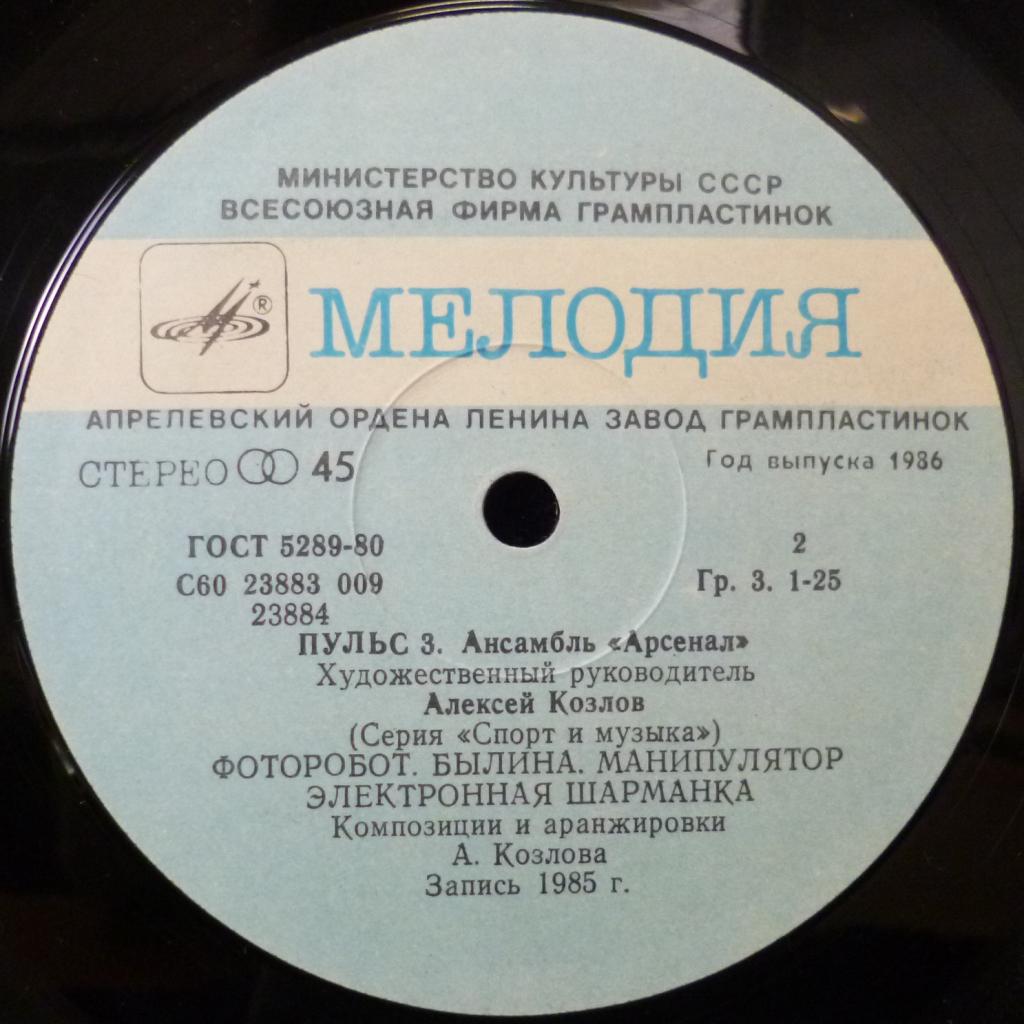 МИНИСТЕРСТВО КУЛЬТУРЫ СССР
ВСЕСОЮЗНАЯ ФИРМА ГРАМПЛАСТИНОК
®
МЕЛОДИЯ
АПРЕЛЕВСКИЙ ОРДЕНА ЛЕНИНА ЗАВОД ГРАМПЛАСТИНОК
СТЕРЕО 45 Год выпуска 1986
ГОСТ 5289-80 2
С60 23883 009 Гр. 3. 1-25
23884
ПУЛЬС 3. Ансамбль «Арсенал»
Художественный руководитель
Алексей Козлов
(Серия «Спорт и музыка»)
ФОТОРОБОТ. БЫЛИНА. МАНИПУЛЯТОР
ЭЛЕКТРОННАЯ ШАРМАНКА
Композиции и аранжировки
А. Козлова
Запись 1985 г.